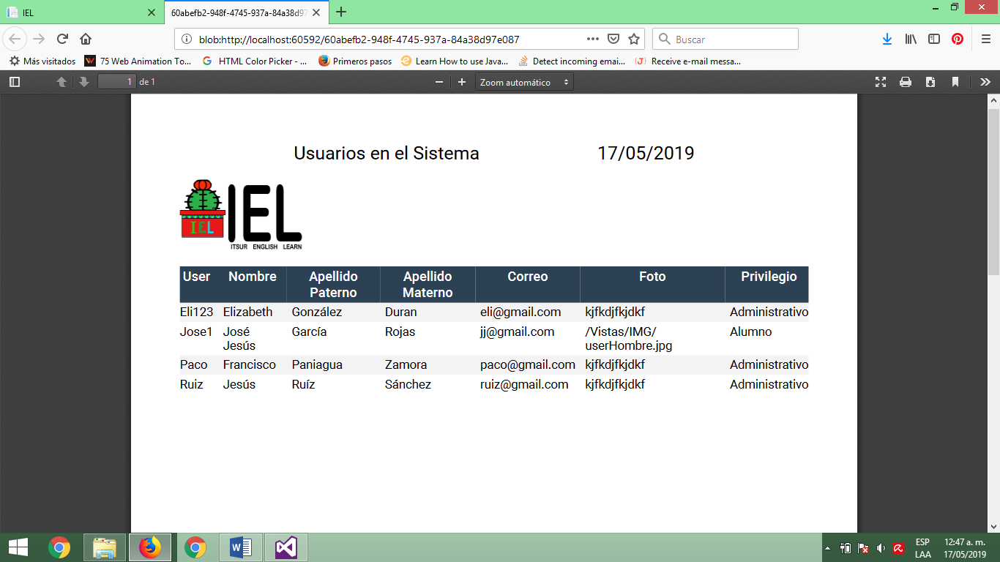 IEL
60abefb2-948f-4745-937a-84a38d97
blob:http://localhost:60592/60abefb2-948f-4745-937a-84a38d97e087
Buscar
Más visitados
75 Web Animation To...
HTML Color Picker - ...
Primeros pasos
Learn How to use Java...
Detect incoming emai...
Receive e-mail messa...
1 de 1
Zoom automático
Usuarios en el Sistema 17/05/2019
IEL
IEL
ITSUR ENGLISH LEARN
User Nombre Apellido Paterno Apellido Materno Correo Foto Privilegio
Eli123 Elizabeth González Duran eli@gmail.com kjfkdjfkjdkf Administrativo
Jose1 José Jesús García Rojas jj@gmail.com /Vistas/IMG/userHombre.jpg Alumno
Paco Francisco Paniagua Zamora paco@gmail.com kjfkdjfkjdkf Administrativo
Ruiz Jesús Ruíz Sánchez ruiz@gmail.com kjfkdjfkjdkf Administrativo
ESP 12:47 a. m.
LAA 17/05/2019